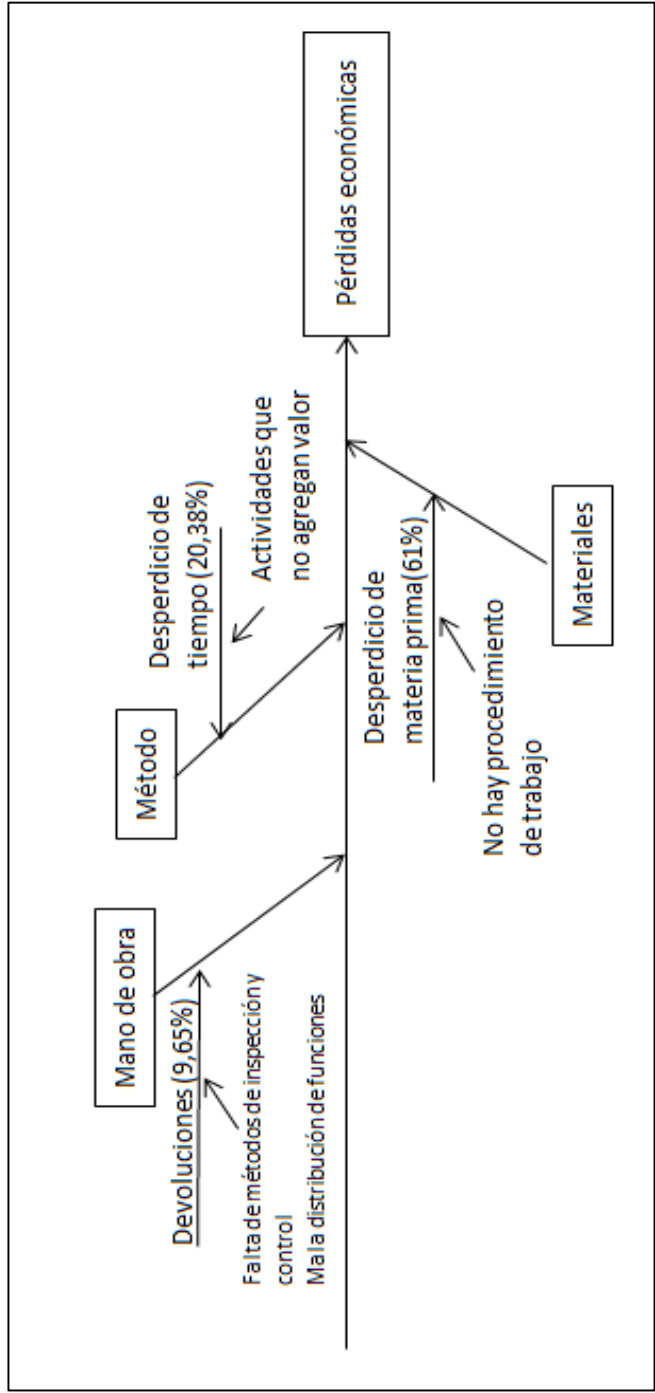 Mano de obra
Devoluciones (9,65%)
Falta de métodos de inspección y
control
Mala distribución de funciones
Método
Desperdicio de
tiempo (20,38%)
Actividades que
no agregan valor
Pérdidas económicas
Desperdicio de
materia prima(61%)
No hay procedimiento
de trabajo
Materiales